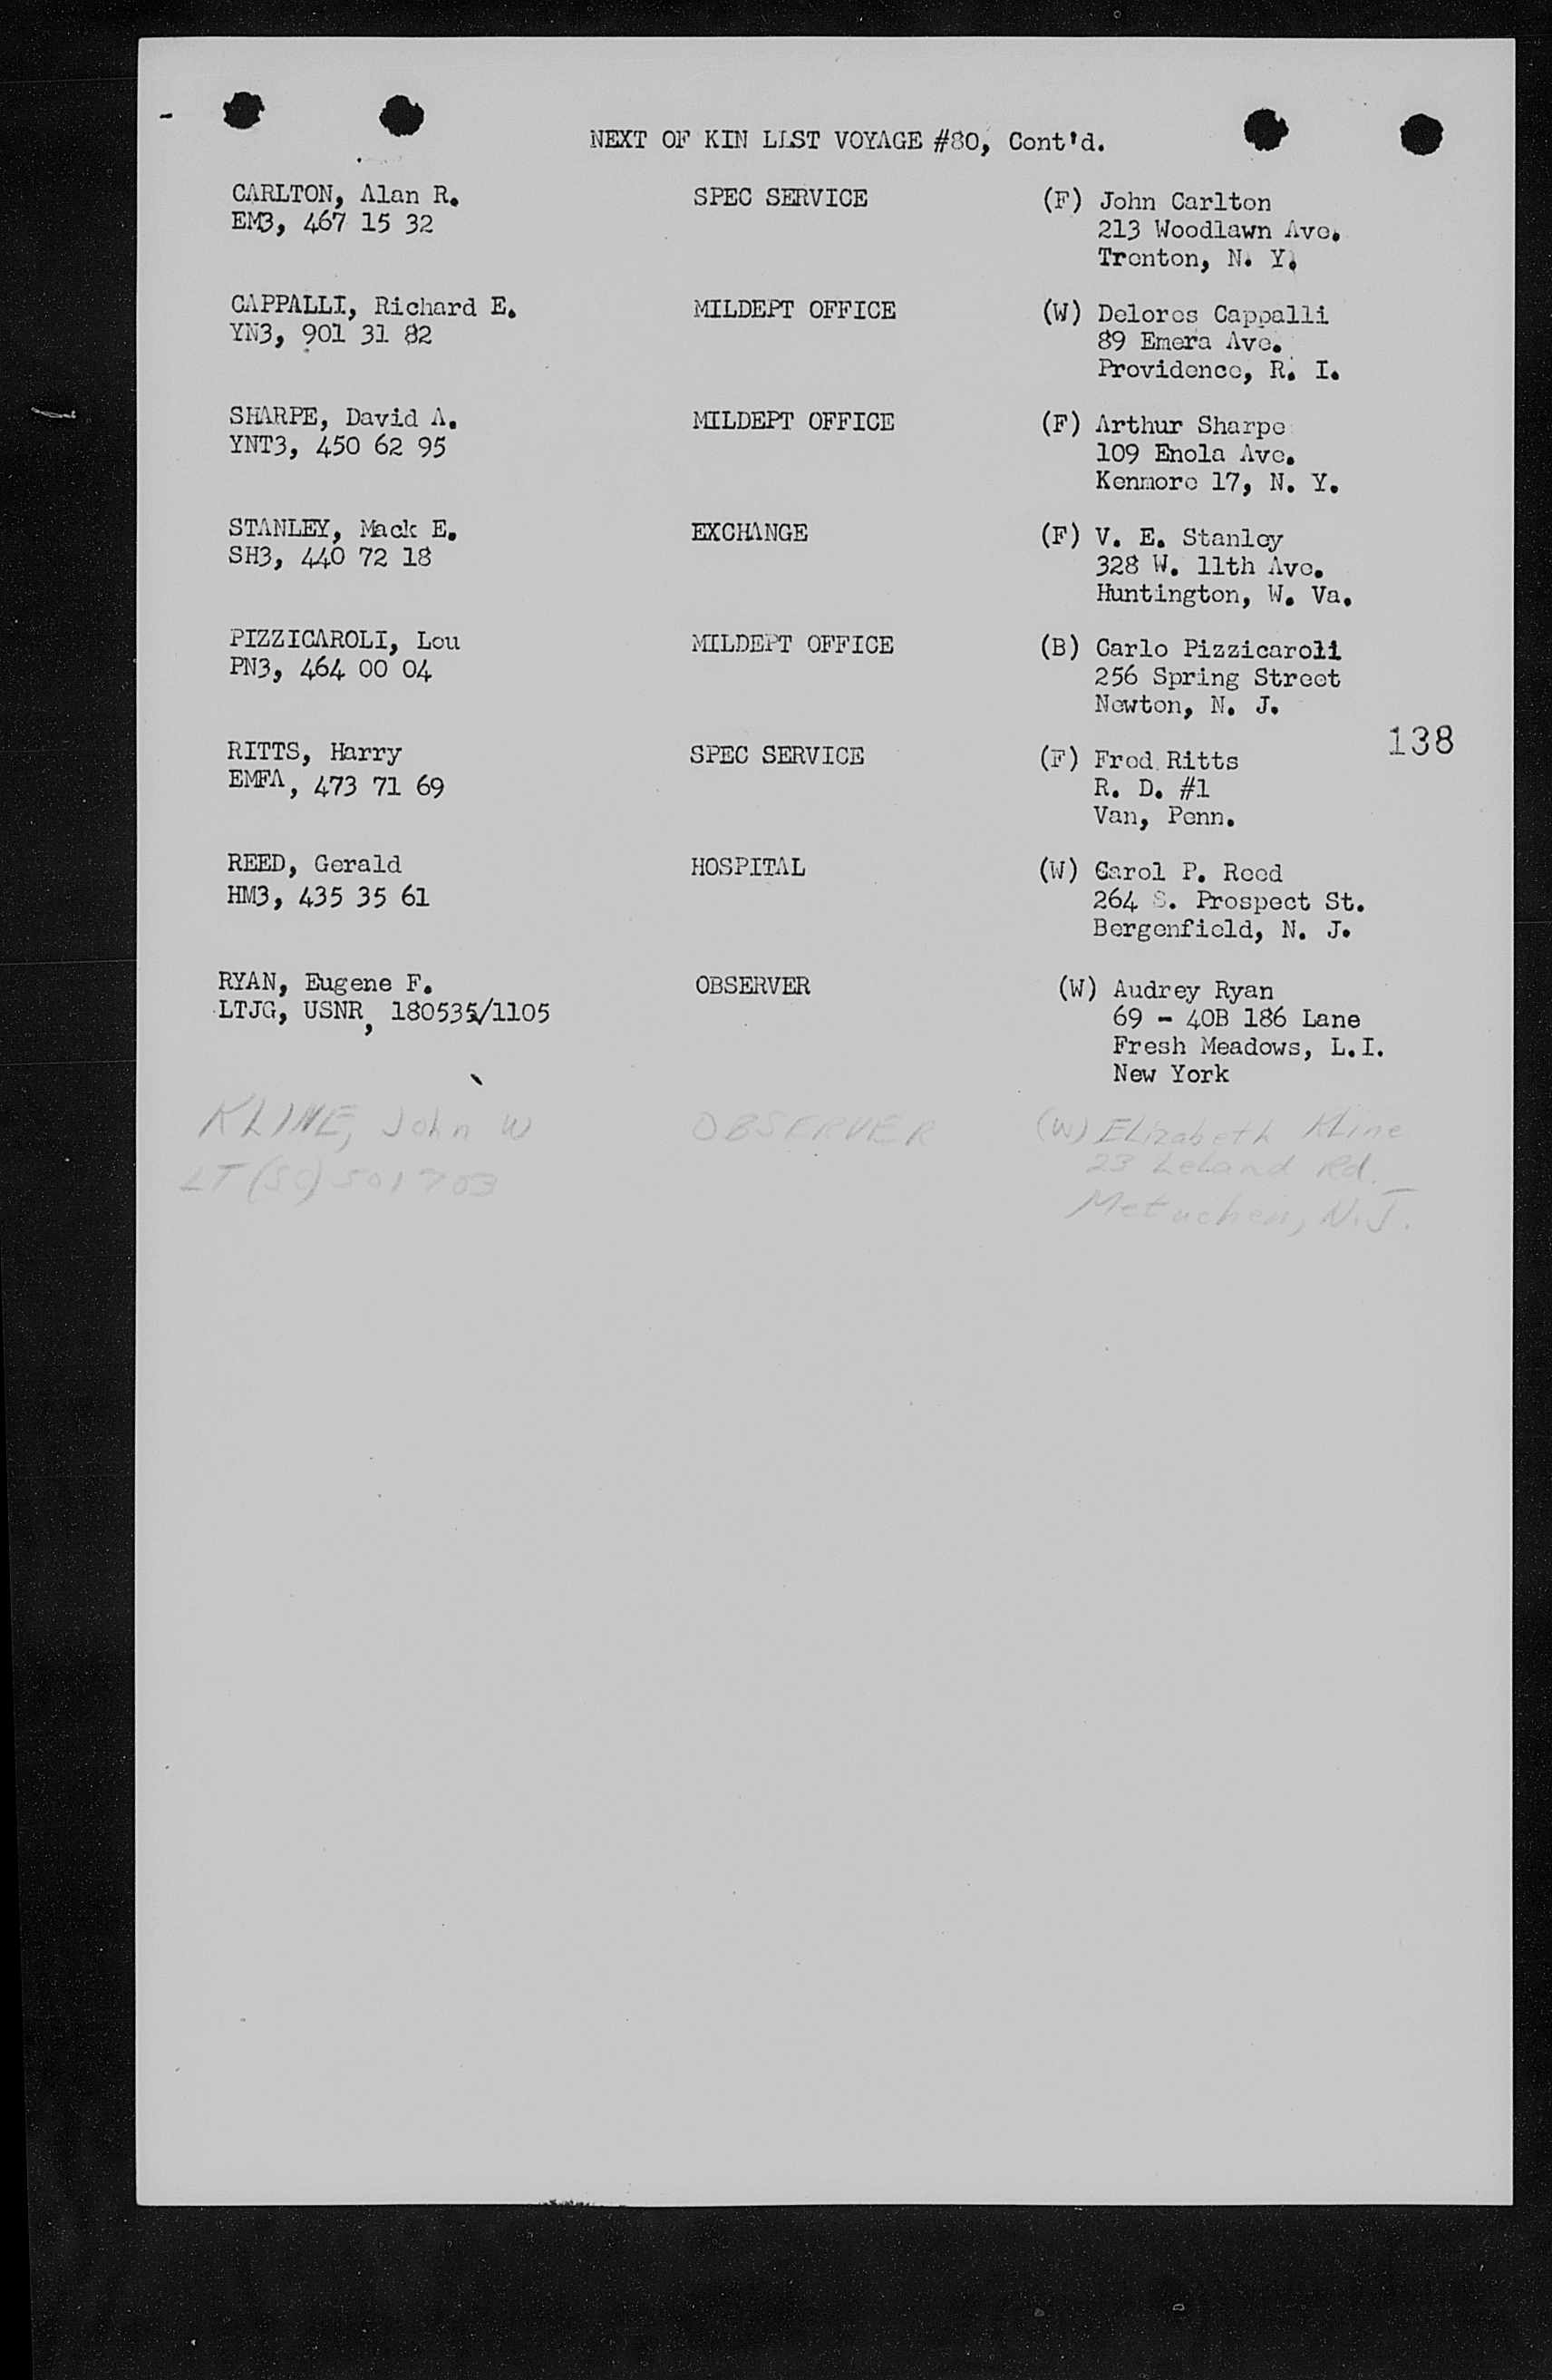 NEXT OF KIN LIST VOYAGE #80, Cont'd.
CARLTON, Alan R. SPEC SERVICE (F) John Carlton
EM3, 467 15 32 213 Woodlawn Ave.
Trenton, N. Y.
CAPPALLI, Richard E. MILDEPT OFFICE (W) Delores Cappalli
YN3, 901 31 82 89 Emera Ave.
Providence, R. I.
SHARPE, David A. MILDEPT OFFICE (F) Arthur Sharpe
YNT3, 450 62 95 109 Enola Ave.
Kenmore 17, N. Y.
STANLEY, Mack E. EXCHANGE (F) V. E. Stanley
SH3, 440 72 18 328 W. 11th Ave.
Huntington, W. Va.
PIZZICAROLI, Lou MILDEPT OFFICE (B) Carlo Pizzicaroli
PN3, 464 00 04 256 Spring Street
Newton, N. J.
138
RITTS, Harry SPEC SERVICE (F) Fred Ritts
EMFA, 473 71 69 R. D. #1
Van, Penn.
REED, Gerald HOSPITAL (W) Carol P. Reed
HM3, 435 35 61 264 S. Prospect St.
Bergenfield, N. J.
RYAN, Eugene F. OBSERVER (W) Audrey Ryan
LTJG, USNR, 180535/1105 69 - 40B 186 Lane
Fresh Meadows, L.I.
New York
KLINE, John W OBSERVER (W) Elizabeth Kline
LT (SC) 501703 23 Leland Rd.
Metuchen, N.J.